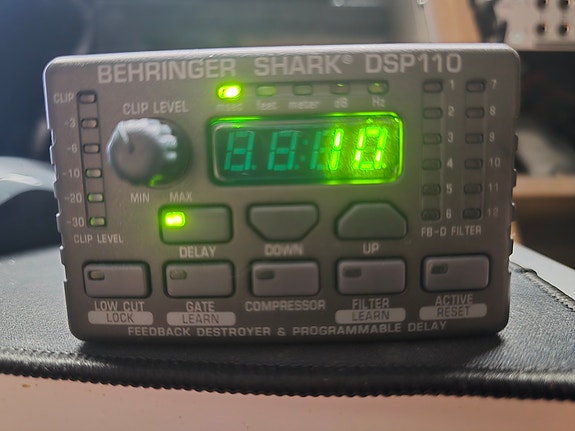 BEHRINGER SHARK® DSP110
CLIP
-3
-6
-10
-20
-30
CLIP LEVEL
CLIP LEVEL
MIN MAX
msec feet meter dB Hz
1 7
2 8
3 9
4 10
5 11
6 12
FB-D FILTER
DELAY DOWN UP
LOW CUT GATE COMPRESSOR FILTER ACTIVE
LOCK LEARN LEARN RESET
FEEDBACK DESTROYER & PROGRAMMABLE DELAY